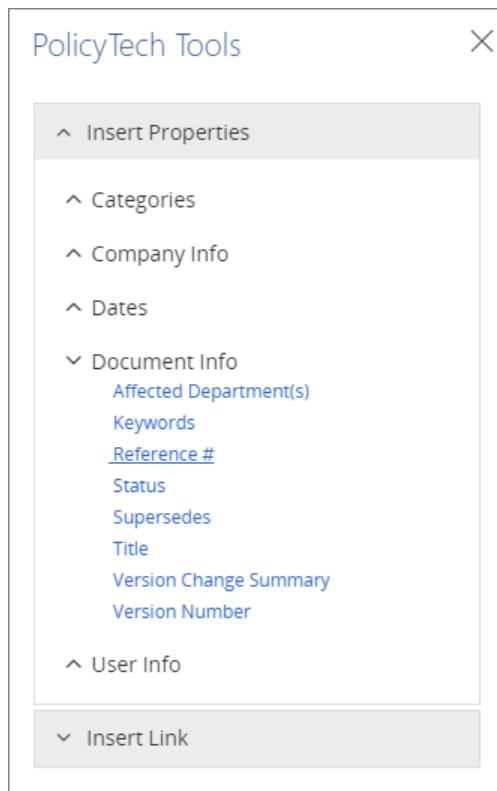 PolicyTech Tools
Insert Properties
Categories
Company Info
Dates
Document Info
Affected Department(s)
Keywords
Reference #
Status
Supersedes
Title
Version Change Summary
Version Number
User Info
Insert Link